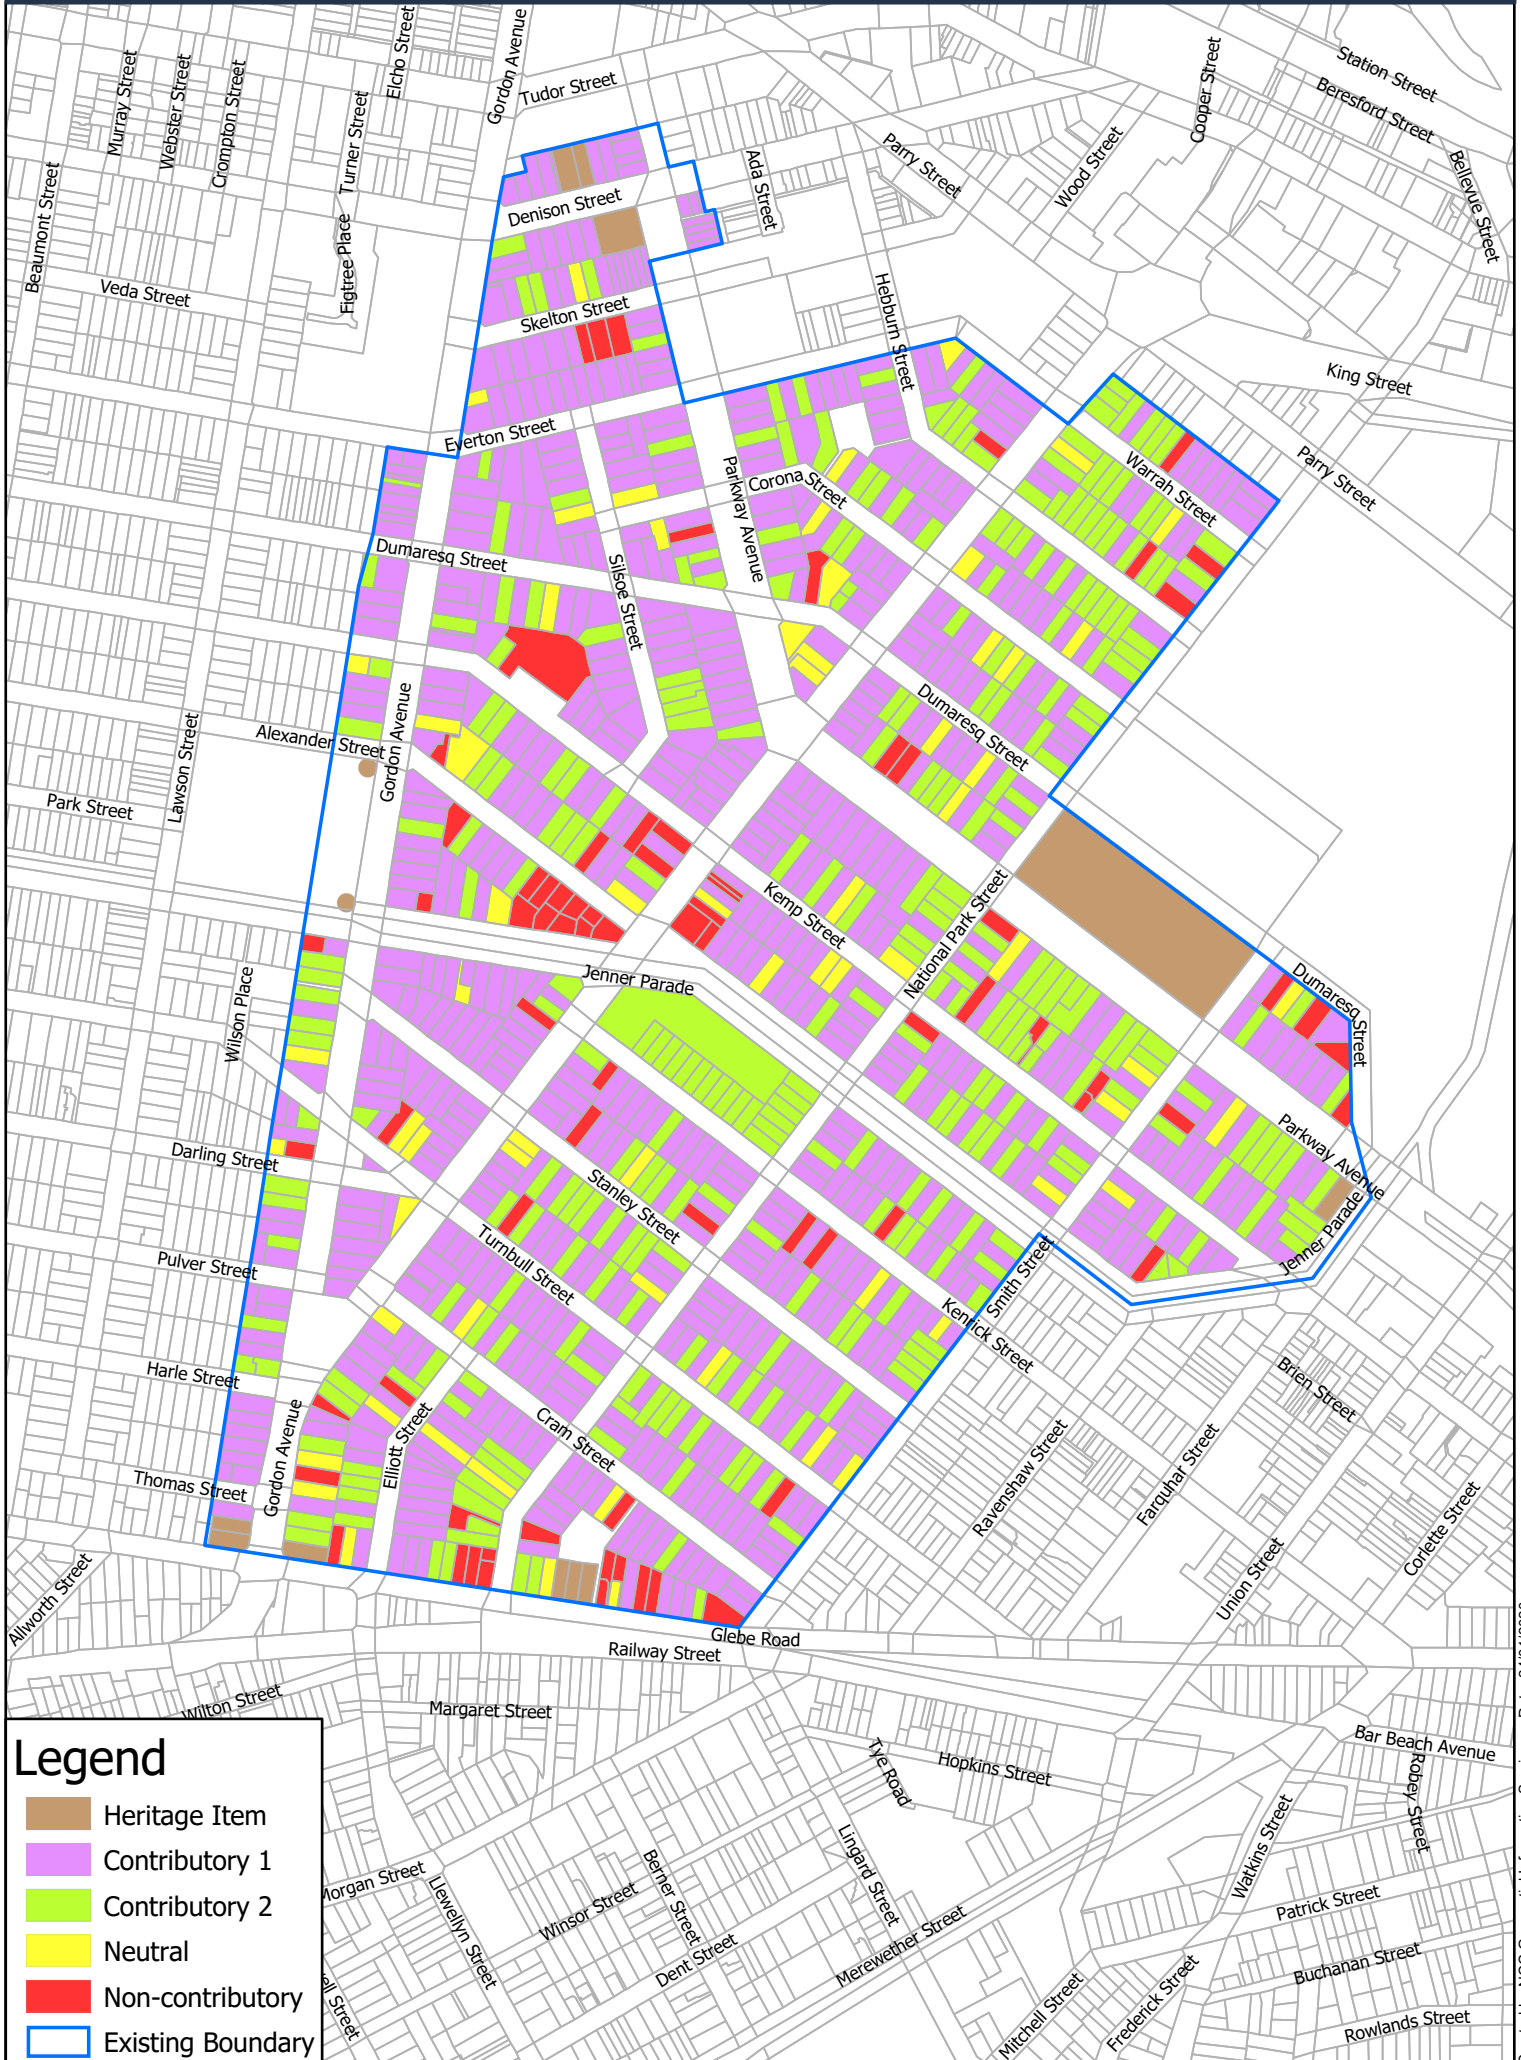 Elcho Street
Gordon Avenue
Tudor Street
Murray Street
Webster Street
Crompton Street
Turner Street
Cooper Street
Station Street
Beresford Street
Parry Street
Wood Street
Ada Street
Bellevue Street
Beaumont Street
Denison Street
Figtree Place
Veda Street
Skelton Street
Hebburn Street
King Street
Everton Street
Parkway Avenue
Corona Street
Warrah Street
Parry Street
Dumaresq Street
Silsoe Street
Gordon Avenue
Dumaresq Street
Alexander Street
Lawson Street
Park Street
Kemp Street
National Park Street
Jenner Parade
Wilson Place
Dumaresq Street
Darling Street
Stanley Street
Parkway Avenue
Jenner Parade
Turnbull Street
Pulver Street
Smith Street
Kenrick Street
Harle Street
Brien Street
Gordon Avenue
Elliott Street
Cram Street
Thomas Street
Ravenshaw Street
Farquhar Street
Union Street
Corlette Street
Allworth Street
Glebe Road
Railway Street
Wilton Street
Margaret Street
Tye Road
Hopkins Street
Bar Beach Avenue
Robey Street
Lingard Street
Watkins Street
Morgan Street
Llewellyn Street
Winsor Street
Berner Street
Dent Street
Merewether Street
Patrick Street
Buchanan Street
Mitchell Street
Frederick Street
Rowlands Street
Street
Legend
Heritage Item
Contributory 1
Contributory 2
Neutral
Non-contributory
Existing Boundary